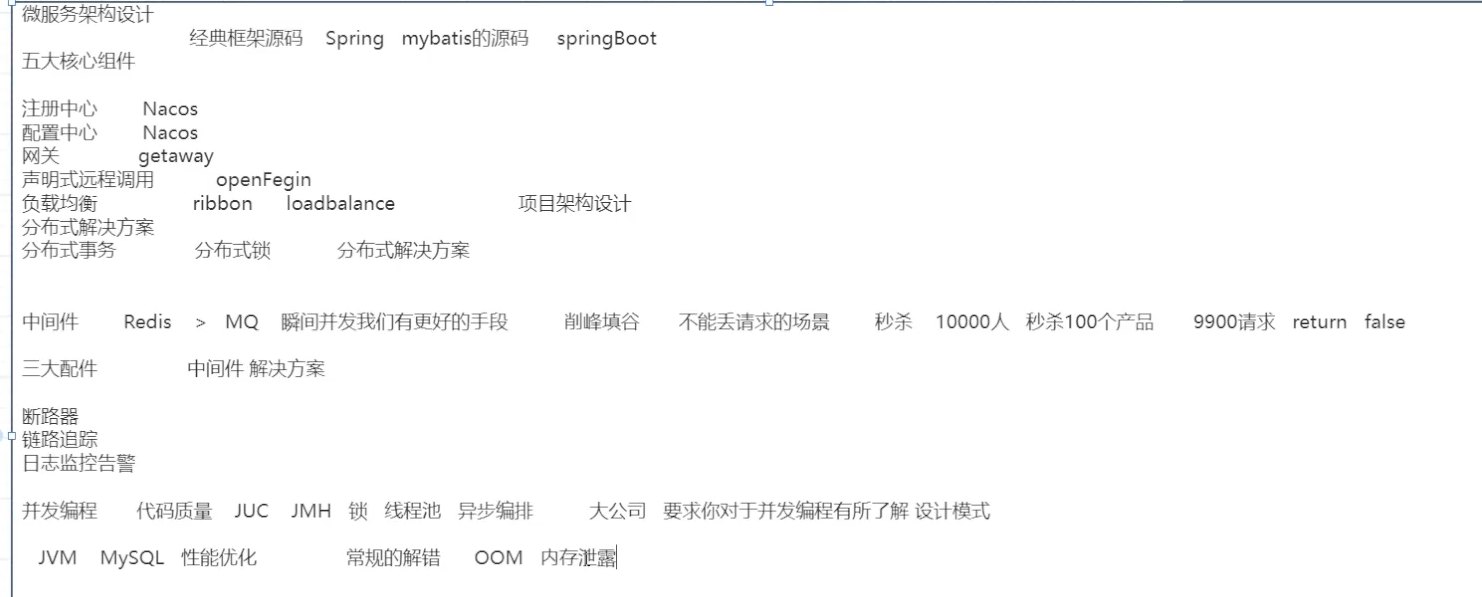 微服务架构设计
经典框架源码 Spring mybatis的源码 springBoot
五大核心组件
注册中心 Nacos
配置中心 Nacos
网关 getaway
声明式远程调用 openFegin
负载均衡 ribbon loadbalance 项目架构设计
分布式解决方案
分布式事务 分布式锁 分布式解决方案
中间件 Redis > MQ 瞬间并发我们有更好的手段 削峰填谷 不能丢请求的场景 秒杀 10000人 秒杀100个产品 9900请求 return false
三大配件 中间件 解决方案
断路器
链路追踪
日志监控告警
并发编程 代码质量 JUC JMH 锁 线程池 异步编排 大公司 要求你对于并发编程有所了解 设计模式
JVM MySQL 性能优化 常规的解错 OOM 内存泄露